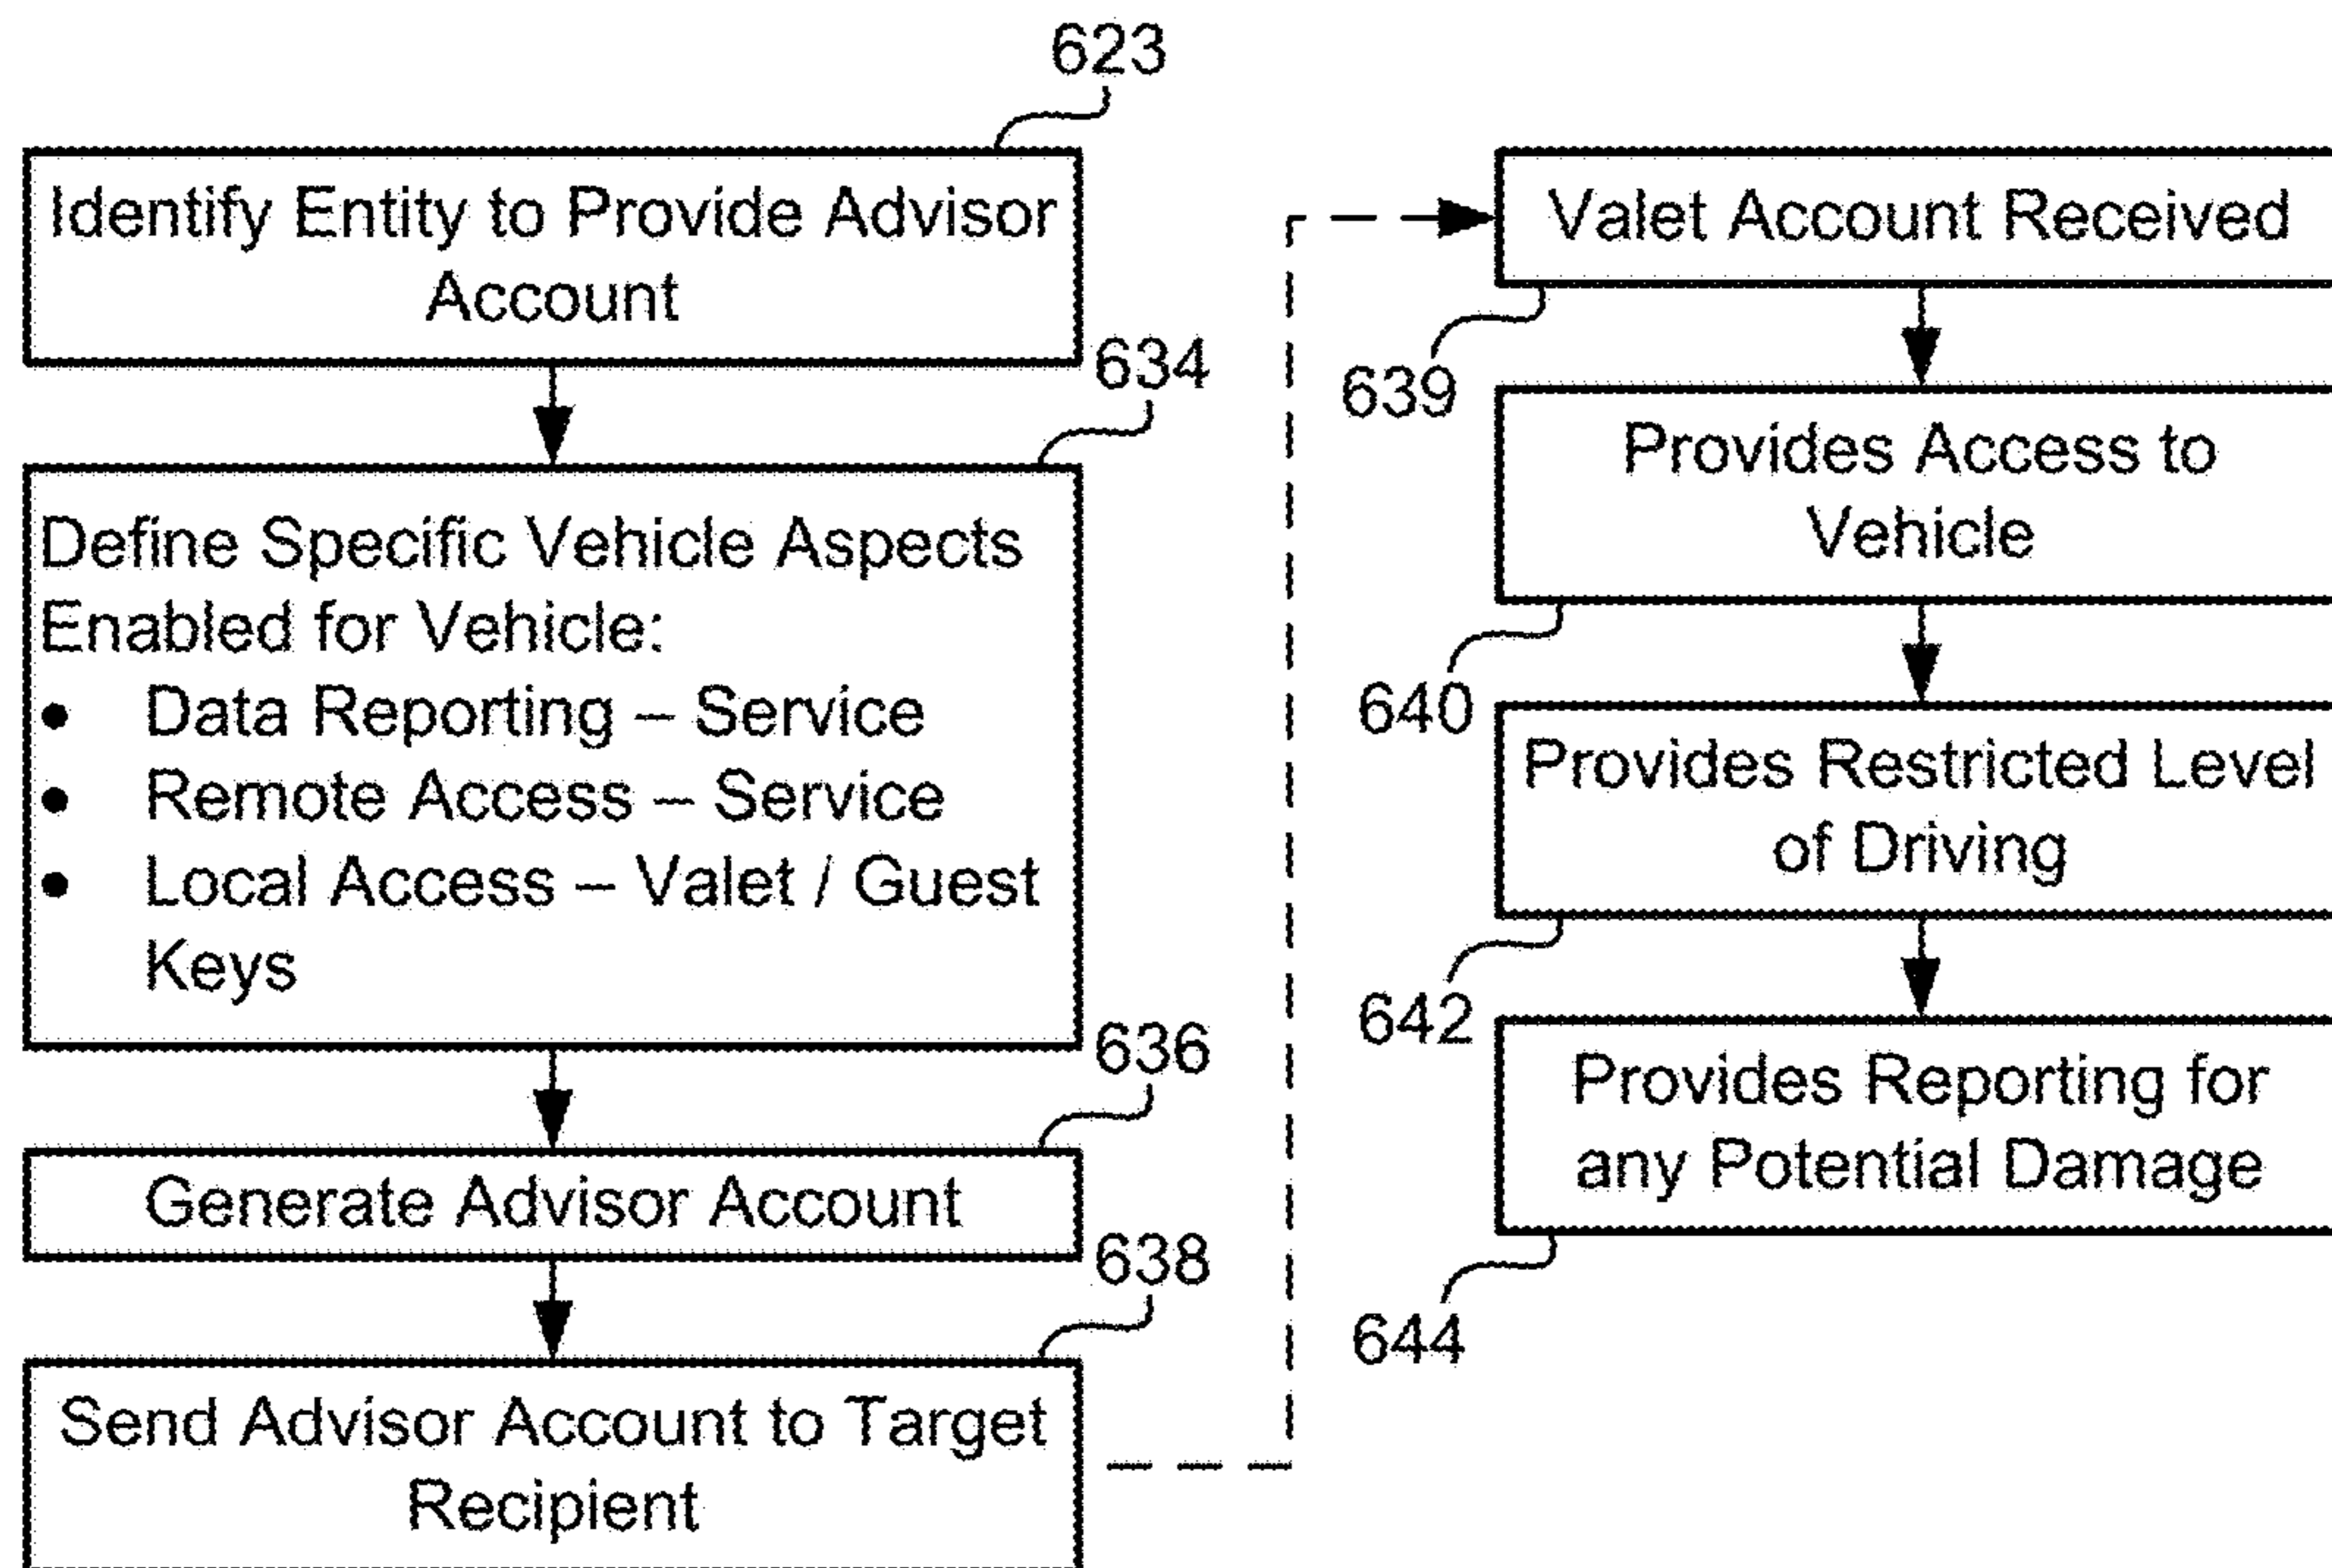 623
Identify Entity to Provide Advisor
Account
634
Define Specific Vehicle Aspects
Enabled for Vehicle:
• Data Reporting – Service
• Remote Access – Service
• Local Access – Valet / Guest
Keys
636
Generate Advisor Account
638
Send Advisor Account to Target
Recipient
Valet Account Received
639
Provides Access to
Vehicle
640
Provides Restricted Level
of Driving
642
Provides Reporting for
any Potential Damage
644